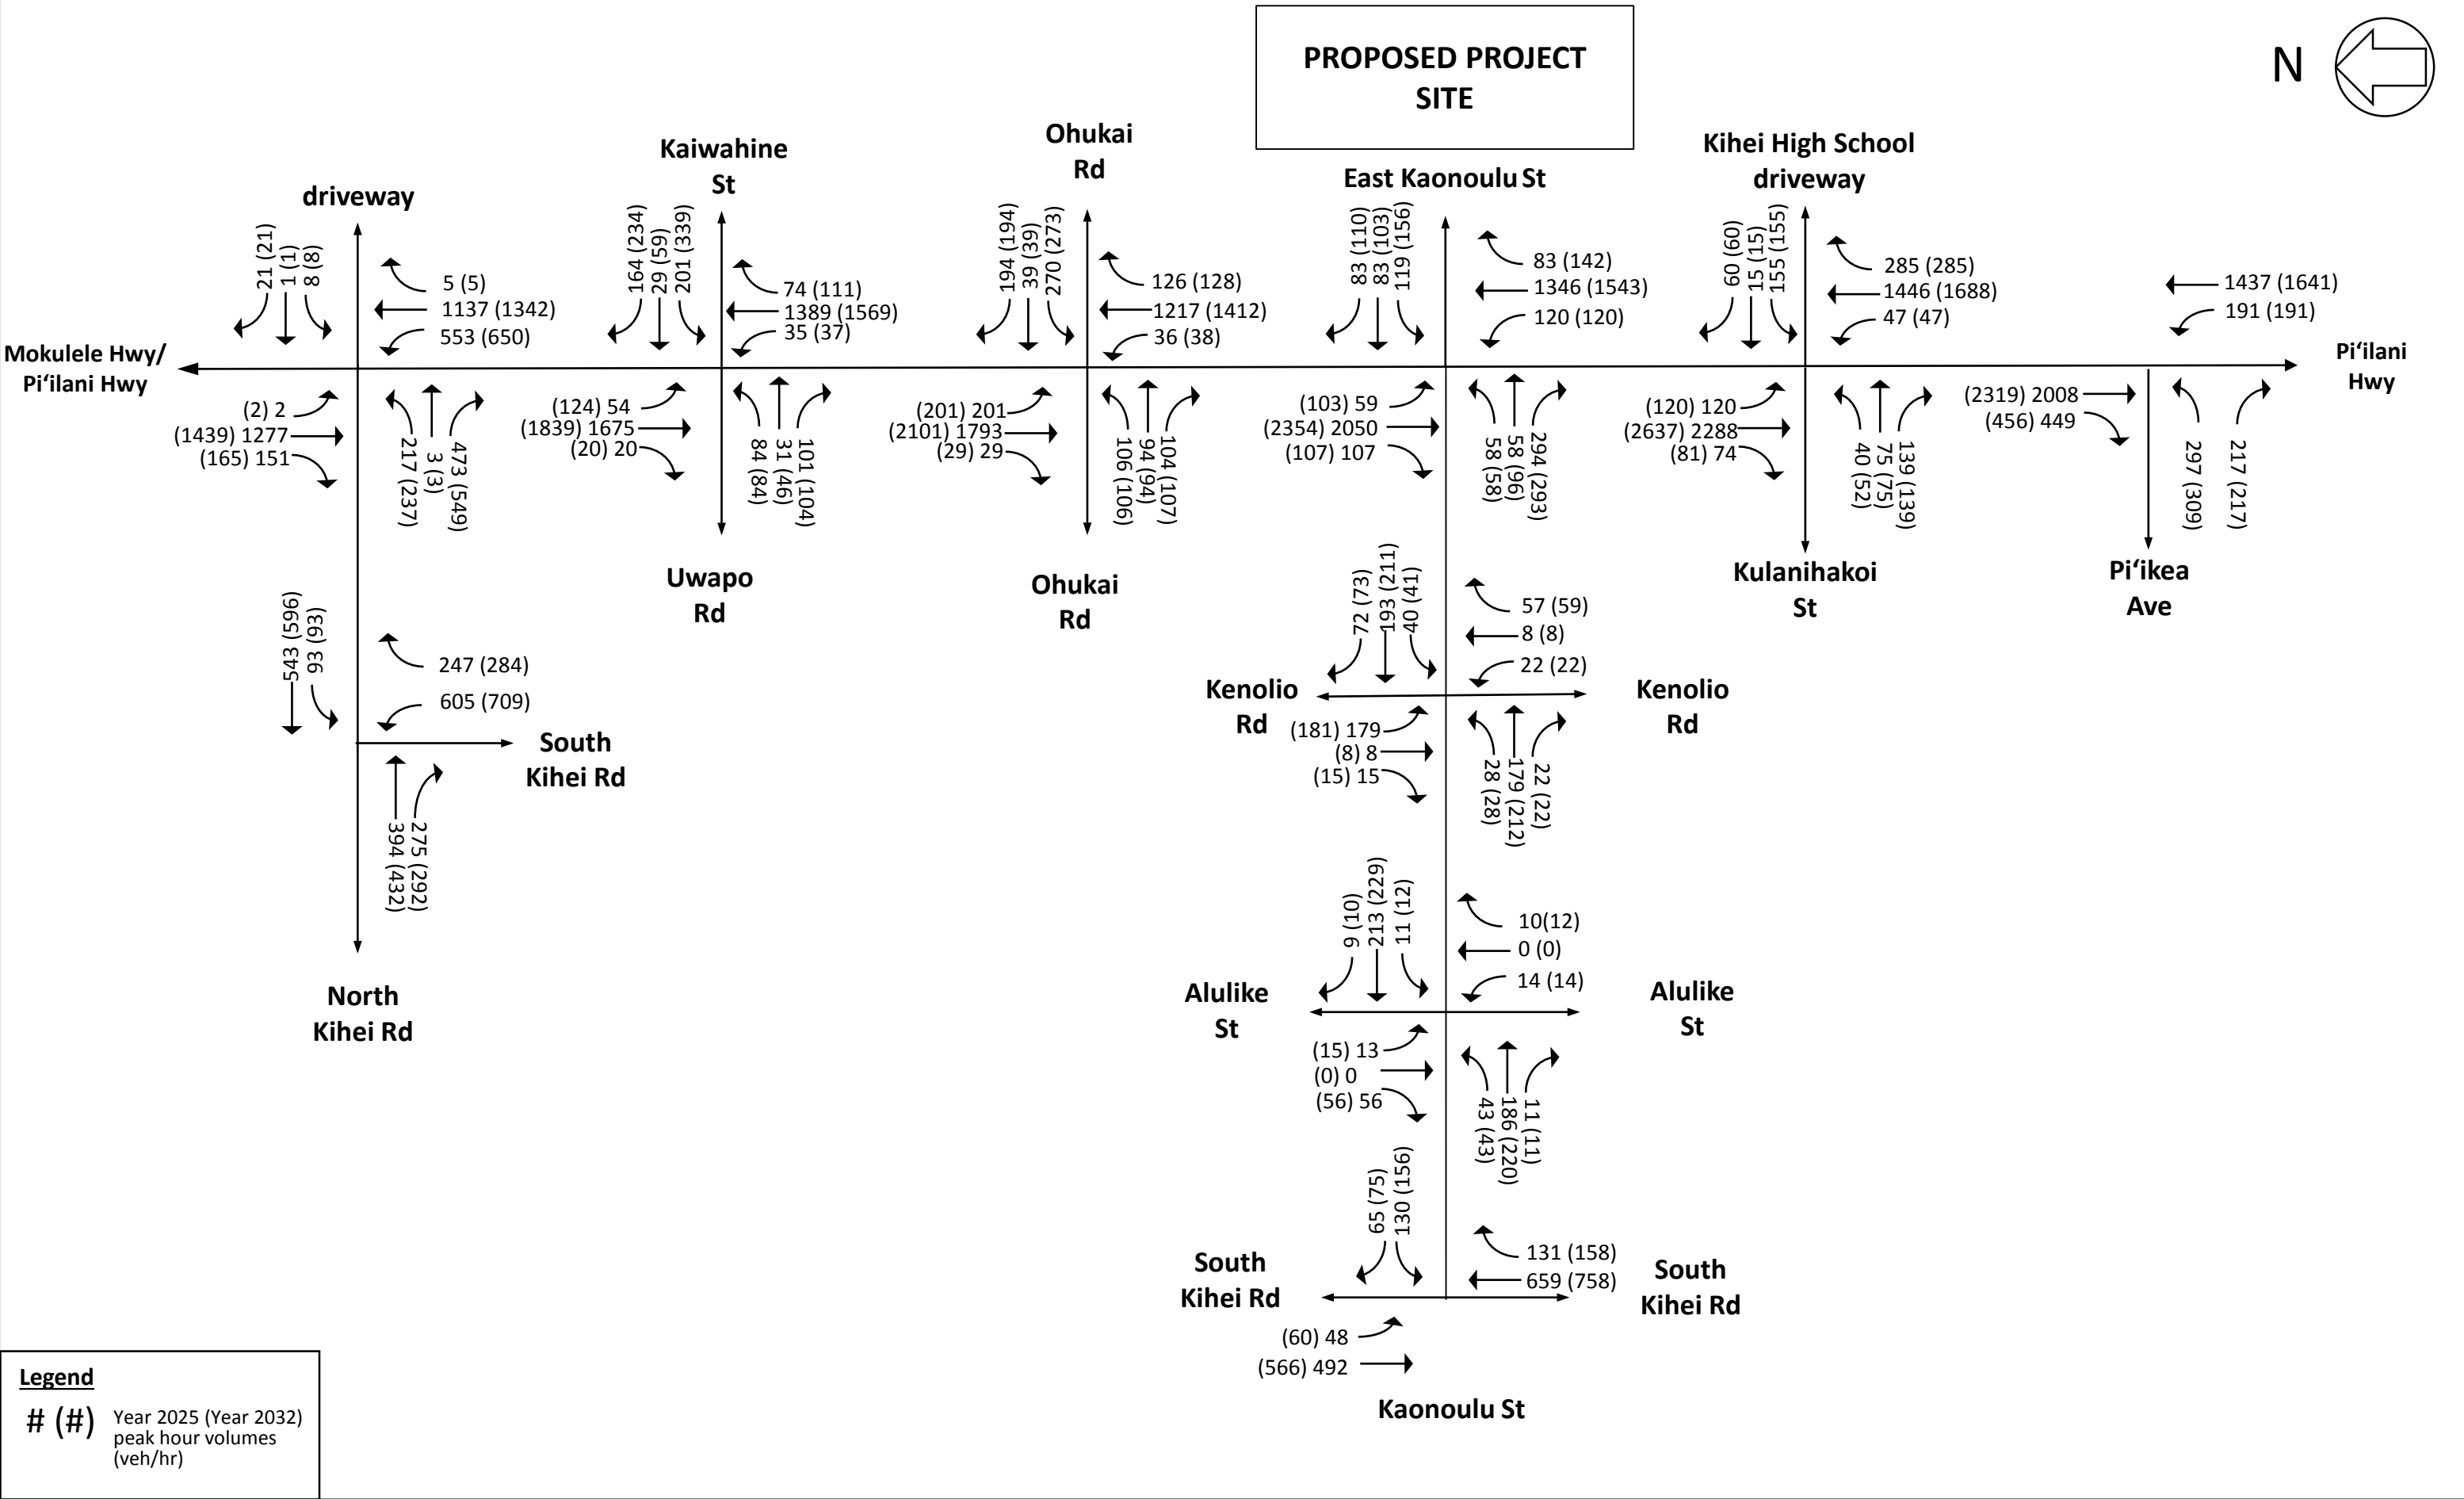 PROPOSED PROJECT
SITE
N
driveway
21 (21)
1 (1)
8 (8)
5 (5)
1137 (1342)
553 (650)
Mokulele Hwy/
Pi‘ilani Hwy
(2) 2
(1439) 1277
(165) 151
217 (237)
3 (3)
473 (549)
Kaiwahine
St
164 (234)
29 (59)
201 (339)
74 (111)
1389 (1569)
35 (37)
(124) 54
(1839) 1675
(20) 20
84 (84)
31 (46)
101 (104)
Uwapo
Rd
Ohukai
Rd
194 (194)
39 (39)
270 (273)
126 (128)
1217 (1412)
36 (38)
(201) 201
(2101) 1793
(29) 29
106 (106)
94 (94)
104 (107)
Ohukai
Rd
East Kaonoulu St
83 (110)
83 (103)
119 (156)
83 (142)
1346 (1543)
120 (120)
(103) 59
(2354) 2050
(107) 107
58 (58)
58 (96)
294 (293)
Kihei High School
driveway
60 (60)
15 (15)
155 (155)
285 (285)
1446 (1688)
47 (47)
(120) 120
(2637) 2288
(81) 74
40 (52)
75 (75)
139 (139)
Kulanihakoi
St
1437 (1641)
191 (191)
Pi‘ilani
Hwy
(2319) 2008
(456) 449
297 (309)
217 (217)
Pi‘ikea
Ave
543 (596)
93 (93)
247 (284)
605 (709)
South
Kihei Rd
394 (432)
275 (292)
North
Kihei Rd
72 (73)
193 (211)
40 (41)
57 (59)
8 (8)
22 (22)
Kenolio
Rd
Kenolio
Rd
(181) 179
(8) 8
(15) 15
28 (28)
179 (212)
22 (22)
9 (10)
213 (229)
11 (12)
10(12)
0 (0)
14 (14)
Alulike
St
Alulike
St
(15) 13
(0) 0
(56) 56
43 (43)
186 (220)
11 (11)
65 (75)
130 (156)
131 (158)
659 (758)
South
Kihei Rd
South
Kihei Rd
(60) 48
(566) 492
Kaonoulu St
Legend
# (#)
Year 2025 (Year 2032)
peak hour volumes
(veh/hr)